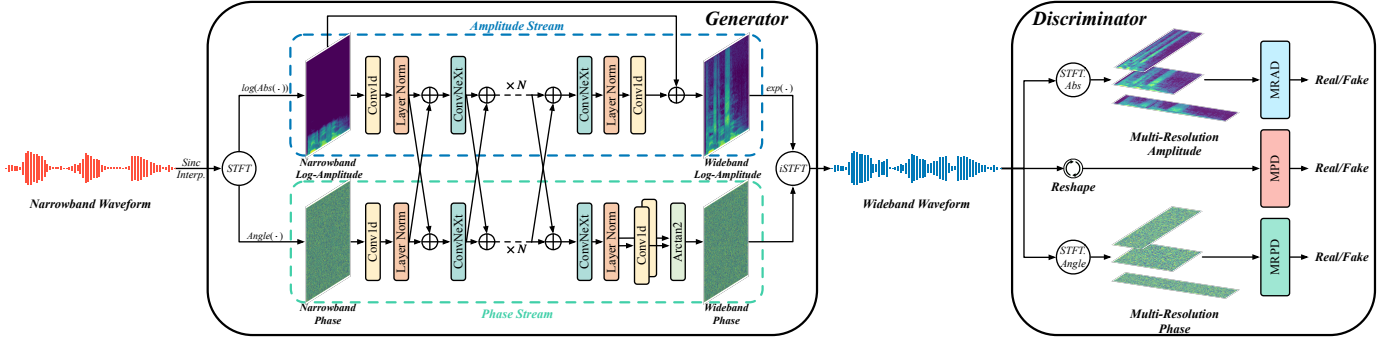 Generator
Discriminator
Amplitude Stream
log(Abs(·))
Conv1d
Layer Norm
ConvNeXt
×N
ConvNeXt
Layer Norm
Conv1d
exp(·)
Narrowband
Log-Amplitude
Wideband
Log-Amplitude
Sinc
Interp.
STFT
iSTFT
Narrowband Waveform
Wideband Waveform
Angle(·)
Conv1d
Layer Norm
ConvNeXt
×N
ConvNeXt
Layer Norm
Conv1d
Arctan2
Narrowband
Phase
Wideband
Phase
Phase Stream
STFT.
Abs
MRAD
Real/Fake
Multi-Resolution
Amplitude
Reshape
MPD
Real/Fake
STFT.
Angle
MRPD
Real/Fake
Multi-Resolution
Phase